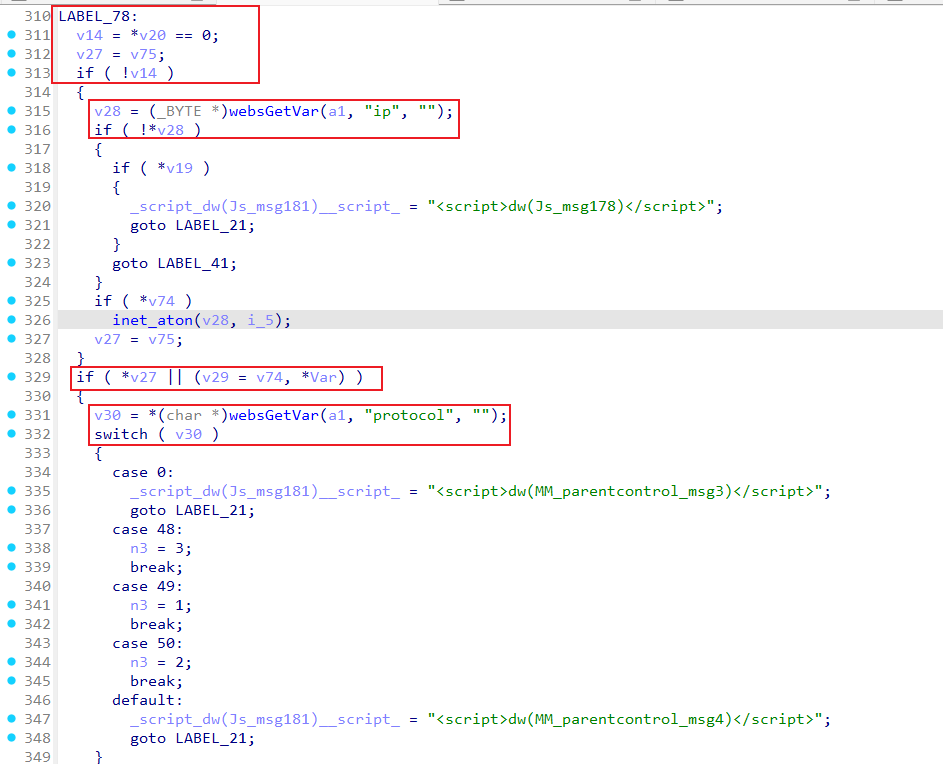 310 LABEL_78:
311 v14 = *v20 == 0;
312 v27 = v75;
313 if ( !v14 )
314 {
315 v28 = (_BYTE *)websGetVar(a1, "ip", "");
316 if ( !*v28 )
317 {
318 if ( *v19 )
319 {
320 _script_dw(Js_msg181)__script_ = "<script>dw(Js_msg178)</script>";
321 goto LABEL_21;
322 }
323 goto LABEL_41;
324 }
325 if ( *v74 )
326 inet_aton(v28, i_5);
327 v27 = v75;
328 }
329 if ( *v27 || (v29 = v74, *Var) )
330 {
331 v30 = *(char *)websGetVar(a1, "protocol", "");
332 switch ( v30 )
333 {
334 case 0:
335 _script_dw(Js_msg181)__script_ = "<script>dw(MM_parentcontrol_msg3)</script>";
336 goto LABEL_21;
337 case 48:
338 n3 = 3;
339 break;
340 case 49:
341 n3 = 1;
342 break;
343 case 50:
344 n3 = 2;
345 break;
346 default:
347 _script_dw(Js_msg181)__script_ = "<script>dw(MM_parentcontrol_msg4)</script>";
348 goto LABEL_21;
349 }